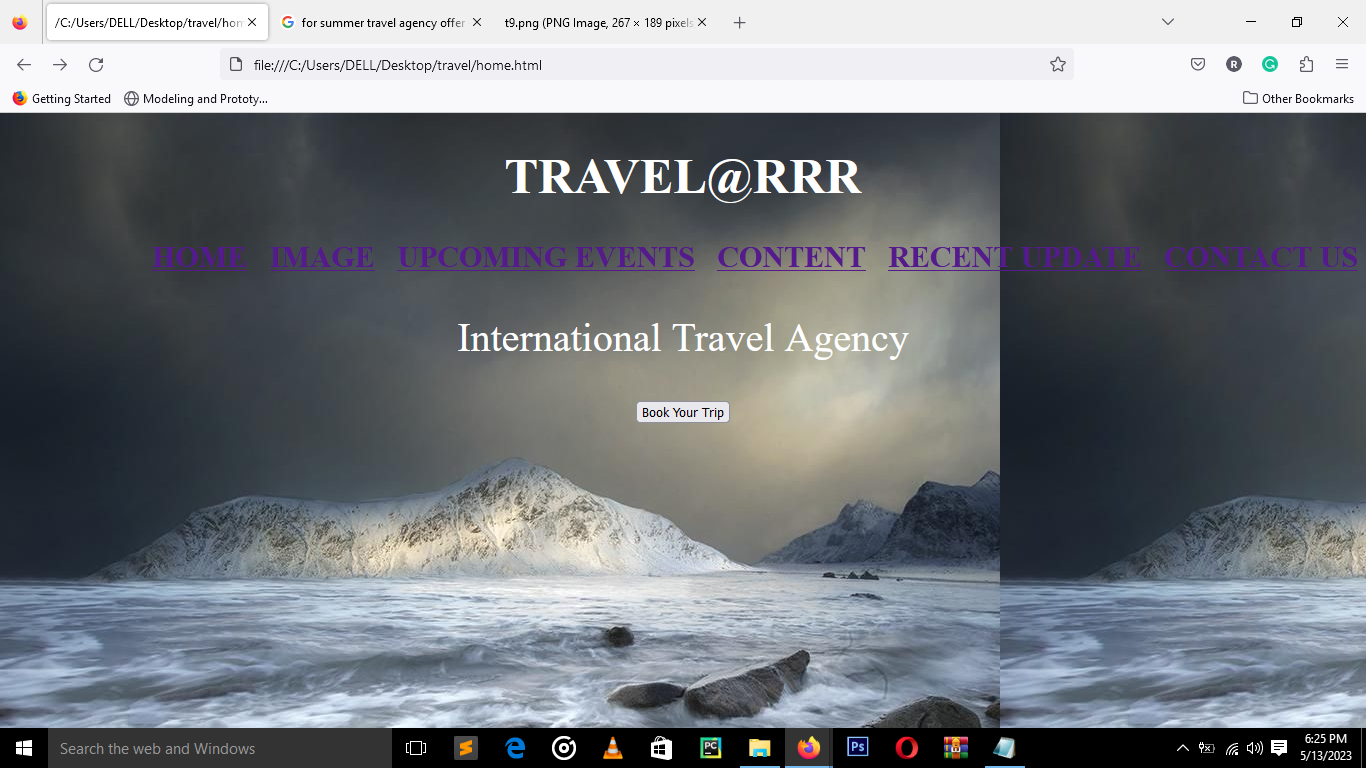 /C:/Users/DELL/Desktop/travel/hom
for summer travel agency offer
t9.png (PNG Image, 267 × 189 pixels
file:///C:/Users/DELL/Desktop/travel/home.html
R
Getting Started
Modeling and Prototy...
Other Bookmarks
TRAVEL@RRR
HOME IMAGE UPCOMING EVENTS CONTENT RECENT UPDATE CONTACT US
International Travel Agency
Book Your Trip
Search the web and Windows
PC
Ps
6:25 PM
5/13/2023